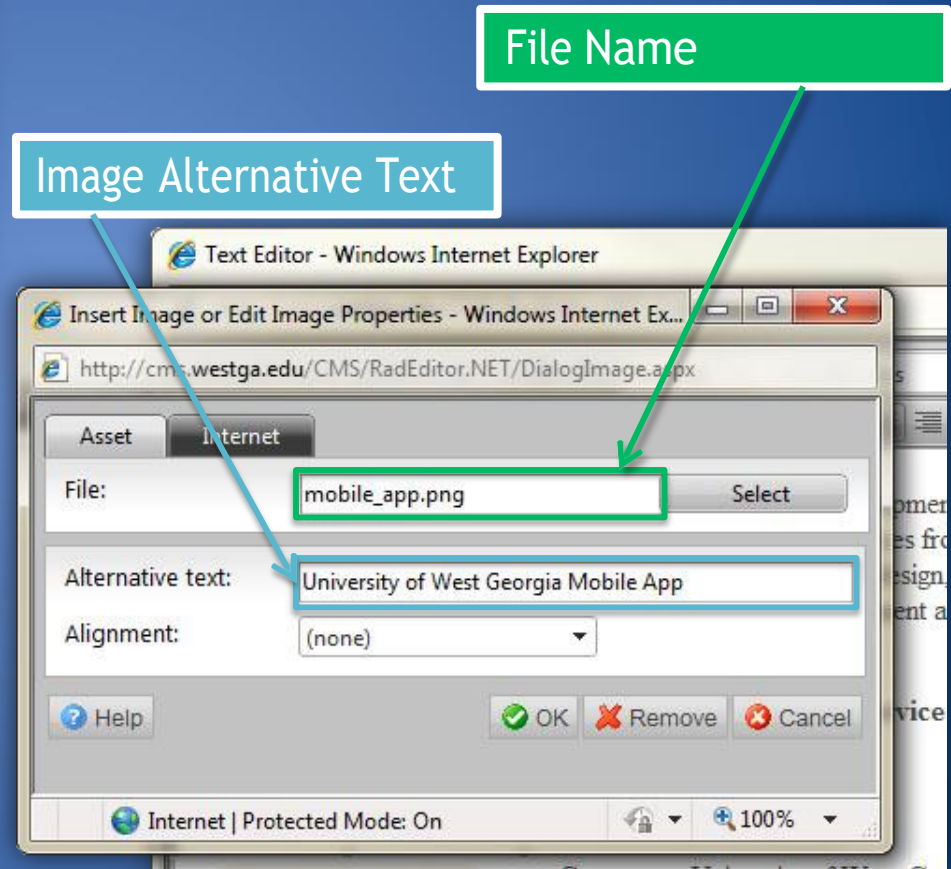 File Name
Image Alternative Text
Text Editor - Windows Internet Explorer
Insert Image or Edit Image Properties - Windows Internet Ex...
http://cms.westga.edu/CMS/RadEditor.NET/DialogImage.aspx
Asset Internet
File: mobile_app.png Select
Alternative text: University of West Georgia Mobile App
Alignment: (none)
Help OK Remove Cancel
Internet | Protected Mode: On 100%